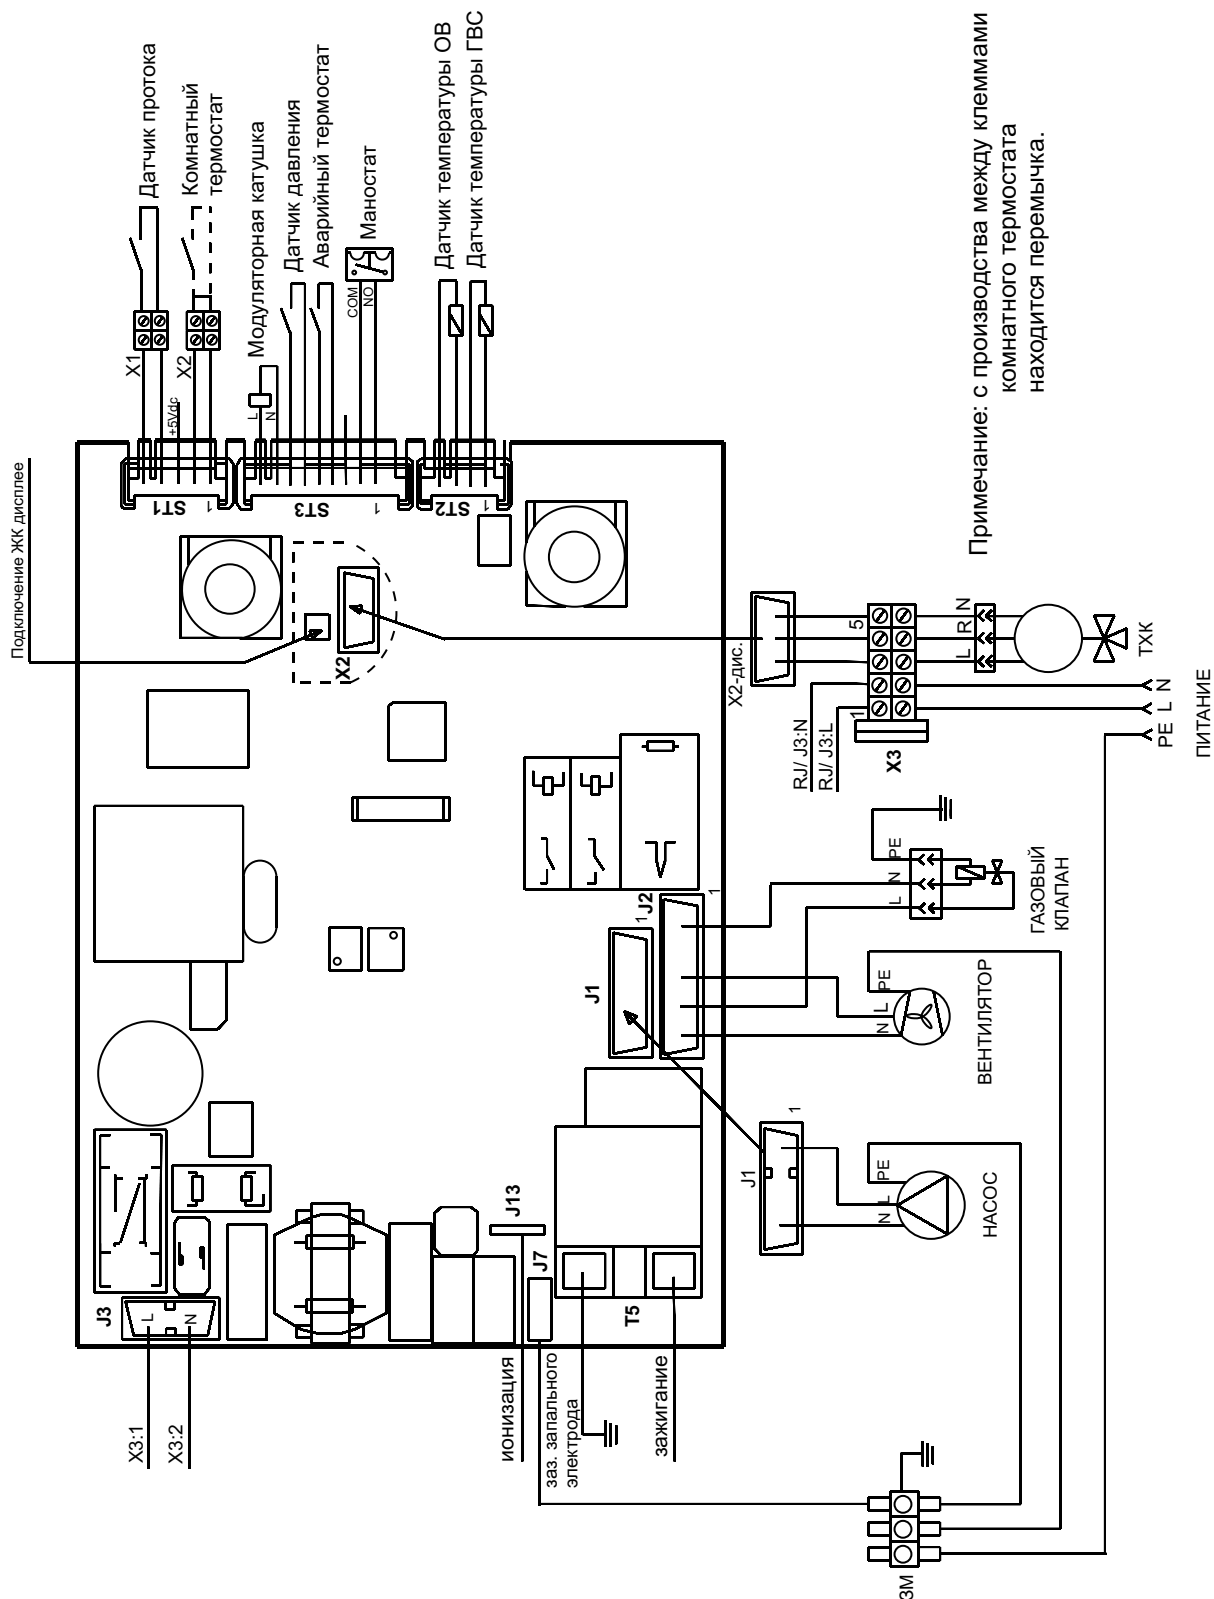 Подключение ЖК дисплее
X1
Датчик протока
+5Vdc
X2
Комнатный
термостат
L
N
Модуляторная катушка
Датчик давления
Аварийный термостат
COM
NO
Маностат
Датчик температуры ОВ
Датчик температуры ГВС
ST1
1
ST3
1
ST2
1
X2
Примечание: с производства между клеммами
комнатного термостата
находится перемычка.
X2-дис.
RJ/ J3:N
RJ/ J3:L
1
5
X3
L
R
N
ТХК
PE
L
N
ПИТАНИЕ
J2
1
J1
1
L
N
PE
ГАЗОВЫЙ
КЛАПАН
N
L
PE
ВЕНТИЛЯТОР
J1
1
N
L
PE
НАСОС
J3
L
N
X3:1
X3:2
J13
J7
T5
ионизация
заз. запального
электрода
зажигание
ЗМ